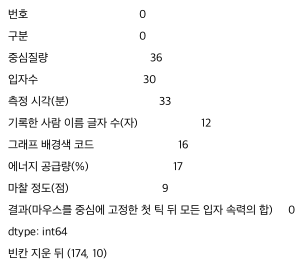 번호 0
구분 0
중심질량 36
입자수 30
측정 시각(분) 33
기록한 사람 이름 글자 수(자) 12
그래프 배경색 코드 16
에너지 공급량(%) 17
마찰 정도(점) 9
결과(마우스를 중심에 고정한 첫 틱 뒤 모든 입자 속력의 합) 0
dtype: int64
빈칸 지운 뒤 (174, 10)